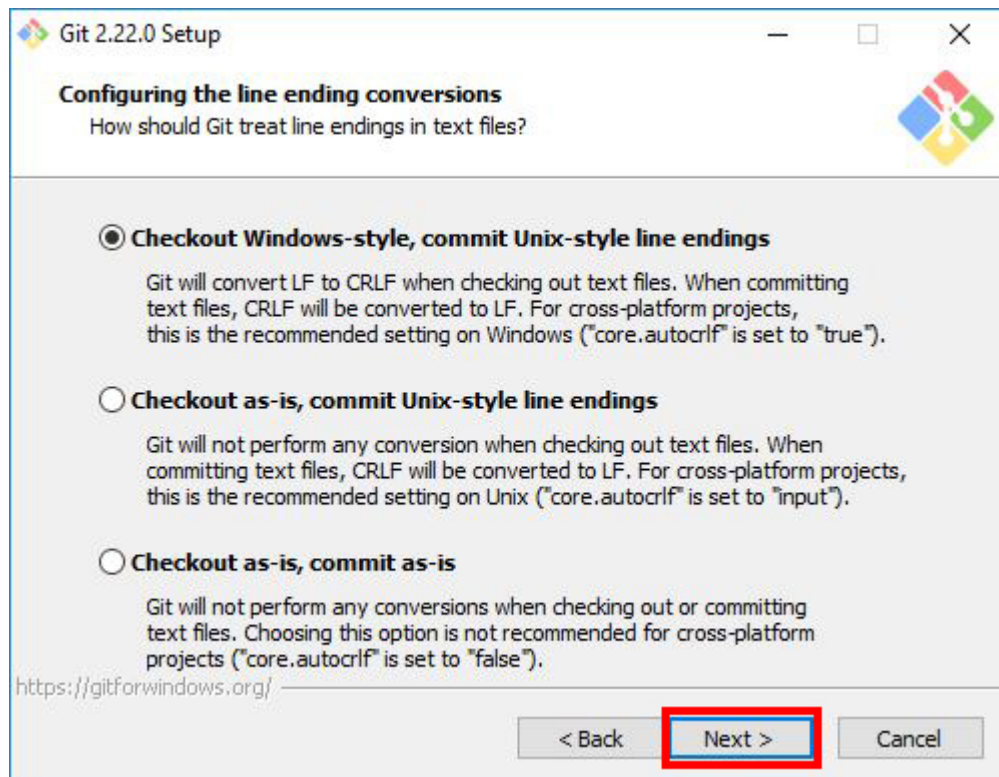 Git 2.22.0 Setup
Configuring the line ending conversions
How should Git treat line endings in text files?
Checkout Windows-style, commit Unix-style line endings
Git will convert LF to CRLF when checking out text files. When committing
text files, CRLF will be converted to LF. For cross-platform projects,
this is the recommended setting on Windows ("core.autocrlf" is set to "true").
Checkout as-is, commit Unix-style line endings
Git will not perform any conversion when checking out text files. When
committing text files, CRLF will be converted to LF. For cross-platform projects,
this is the recommended setting on Unix ("core.autocrlf" is set to "input").
Checkout as-is, commit as-is
Git will not perform any conversions when checking out or committing
text files. Choosing this option is not recommended for cross-platform
projects ("core.autocrlf" is set to "false").
https://gitforwindows.org/
< Back Next > Cancel